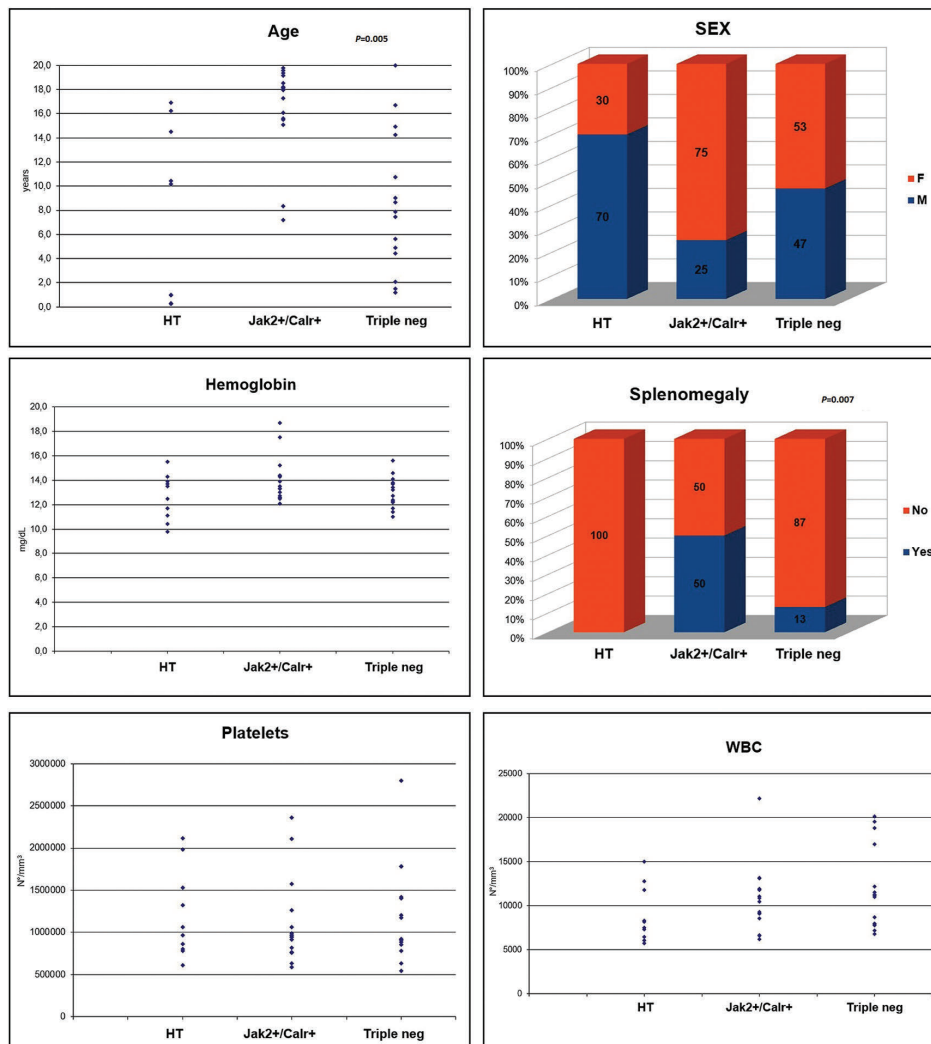 Age
P=0.005
20,0
18,0
16,0
14,0
12,0
10,0
8,0
6,0
4,0
2,0
0,0
years
HT
Jak2+/Calr+
Triple neg
SEX
100%
90%
80%
70%
60%
50%
40%
30%
20%
10%
0%
30
70
75
25
53
47
F
M
HT
Jak2+/Calr+
Triple neg
Hemoglobin
20,0
18,0
16,0
14,0
12,0
10,0
8,0
6,0
4,0
2,0
0,0
mg/dL
HT
Jak2+/Calr+
Triple neg
Splenomegaly
P=0.007
100%
90%
80%
70%
60%
50%
40%
30%
20%
10%
0%
100
50
50
87
13
No
Yes
HT
Jak2+/Calr+
Triple neg
Platelets
3000000
2500000
2000000
1500000
1000000
500000
0
N°/mm³
HT
Jak2+/Calr+
Triple neg
WBC
25000
20000
15000
10000
5000
0
N°/mm³
HT
Jak2+/Calr+
Triple neg